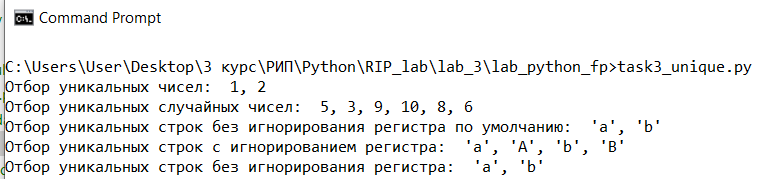 Command Prompt
C:\Users\User\Desktop\3 курс\РИП\Python\RIP_lab\lab_3\lab_python_fp>task3_unique.py
Отбор уникальных чисел:  1, 2
Отбор уникальных случайных чисел:  5, 3, 9, 10, 8, 6
Отбор уникальных строк без игнорирования регистра по умолчанию:  'a', 'b'
Отбор уникальных строк с игнорированием регистра:  'a', 'A', 'b', 'B'
Отбор уникальных строк без игнорирования регистра:  'a', 'b'